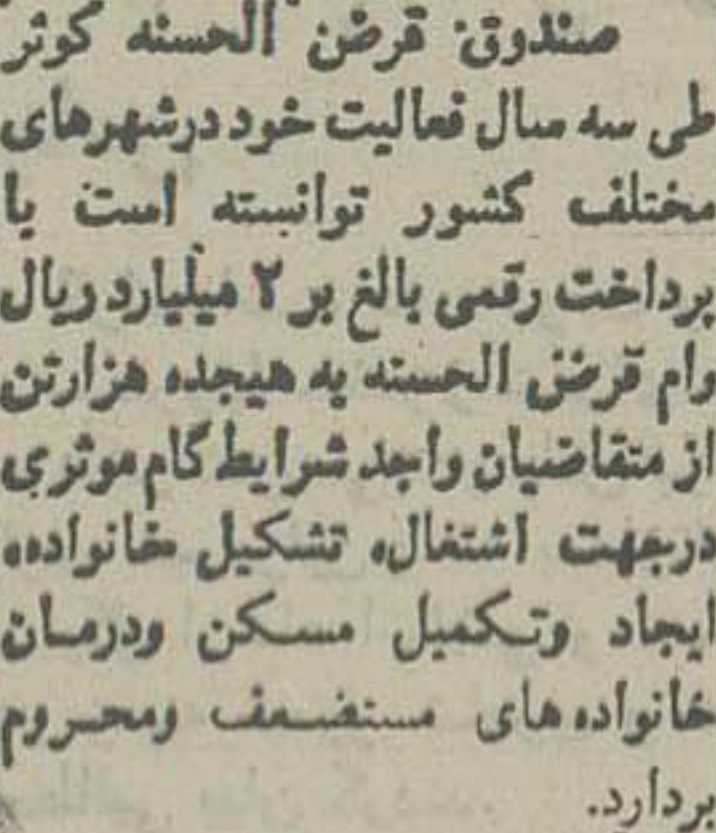 صندوق قرض الحسنه کوثر
طی سه سال فعالیت خود درشهرهای
مختلف کشور توانسته است با
پرداخت رقمی بالغ بر ۲ میلیارد ریال
وام قرض الحسنه به هیجده هزارتن
از متقاضیان واجد شرایط گام موثری
درجهت اشتغال، تشکیل خانواده،
ایجاد وتکمیل مسکن ودرمان
خانواده های مستضعف ومحروم
بردارد.